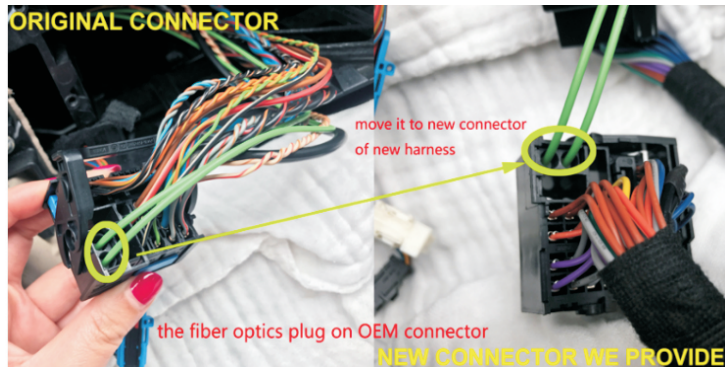 ORIGINAL CONNECTOR
move it to new connector
of new harness
the fiber optics plug on OEM connector
NEW CONNECTOR WE PROVIDE